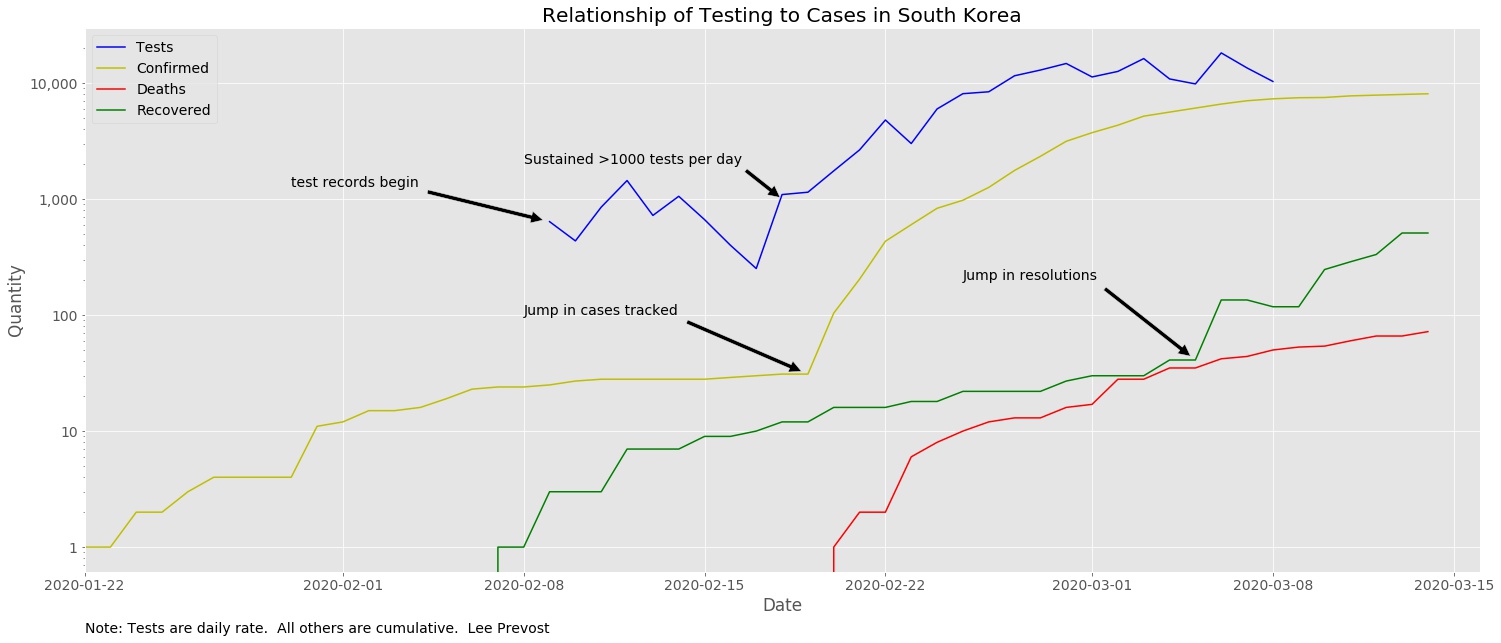 Relationship of Testing to Cases in South Korea
Tests
Confirmed
Deaths
Recovered
10,000
1,000
100
10
1
Quantity
test records begin
Sustained >1000 tests per day
Jump in cases tracked
Jump in resolutions
2020-01-22 2020-02-01 2020-02-08 2020-02-15 2020-02-22 2020-03-01 2020-03-08 2020-03-15
Date
Note: Tests are daily rate.  All others are cumulative.  Lee Prevost